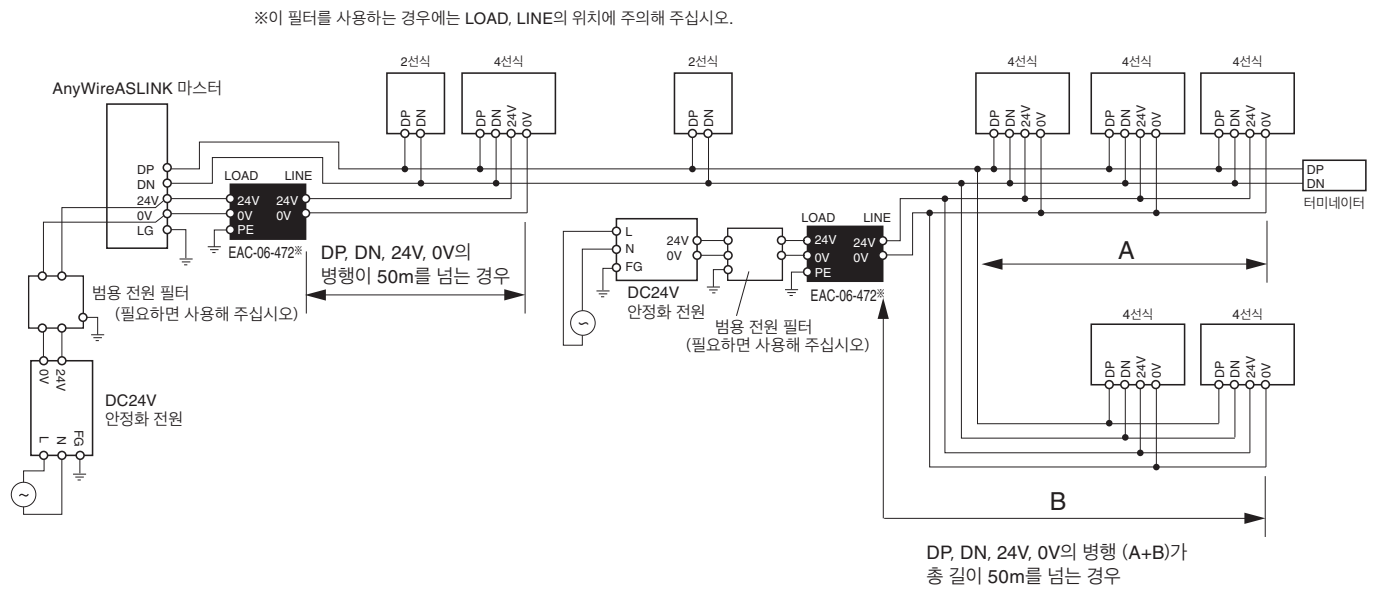 ※이 필터를 사용하는 경우에는 LOAD, LINE의 위치에 주의해 주십시오.
2선식
4선식
2선식
4선식
4선식
4선식
AnyWireASLINK 마스터
DP
DN
DP
DN
24V
0V
DP
DN
DP
DN
24V
0V
DP
DN
24V
0V
DP
DN
24V
0V
DP
DN
24V
0V
LG
LOAD
LINE
24V
24V
0V
0V
PE
EAC-06-472※
DP
DN
터미네이터
DP, DN, 24V, 0V의
병행이 50m를 넘는 경우
L
N
FG
24V
0V
DC24V
안정화 전원
LOAD
LINE
24V
24V
0V
0V
PE
EAC-06-472※
A
범용 전원 필터
(필요하면 사용해 주십시오)
범용 전원 필터
(필요하면 사용해 주십시오)
4선식
4선식
DP
DN
24V
0V
DP
DN
24V
0V
0V
24V
DC24V
안정화 전원
L
N
FG
~
~
B
DP, DN, 24V, 0V의 병행 (A+B)가
총 길이 50m를 넘는 경우